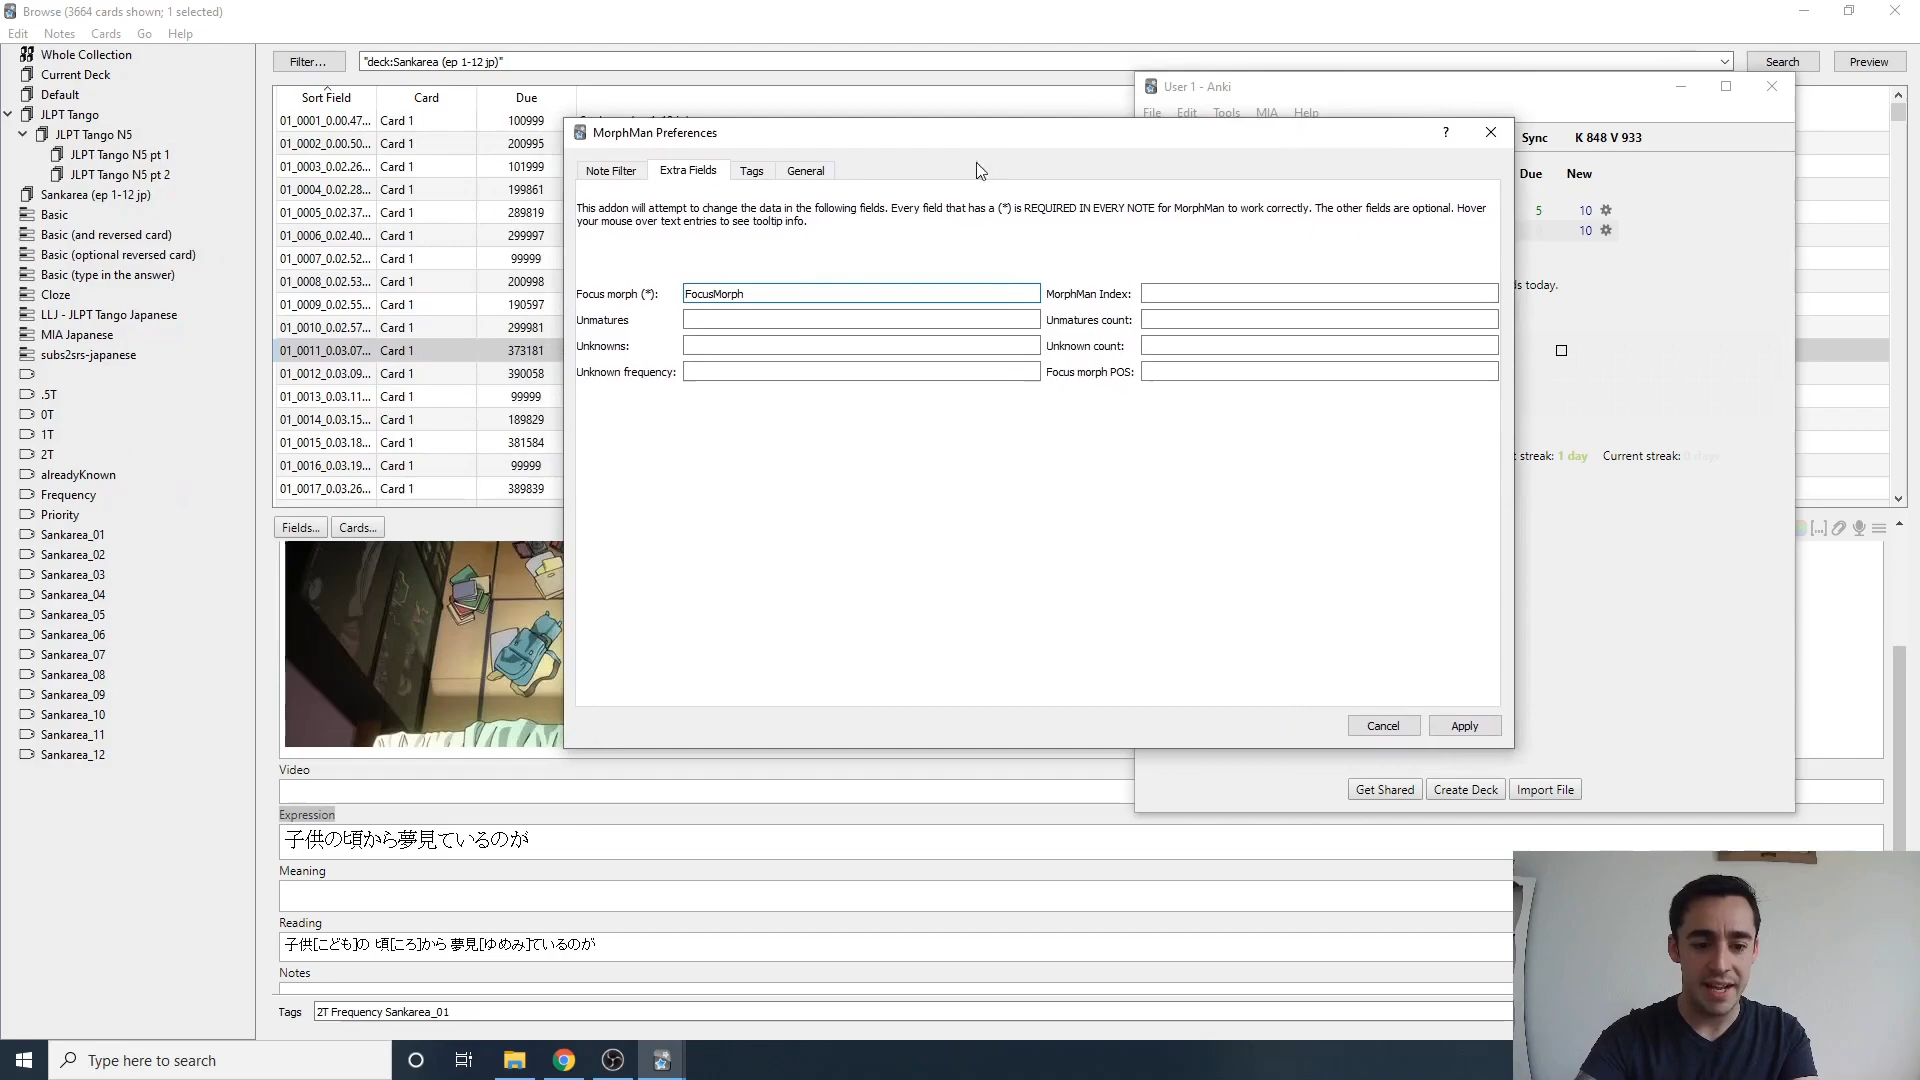 Browse (3664 cards shown; 1 selected)
Edit Notes Cards Go Help
Whole Collection
Current Deck
Default
JLPT Tango
JLPT Tango N5
JLPT Tango N5 pt 1
JLPT Tango N5 pt 2
Sankarea (ep 1-12 jp)
Basic
Basic (and reversed card)
Basic (optional reversed card)
Basic (type in the answer)
Cloze
LLJ - JLPT Tango Japanese
MIA Japanese
subs2srs-japanese
.5T
0T
1T
2T
alreadyKnown
Frequency
Priority
Sankarea_01
Sankarea_02
Sankarea_03
Sankarea_04
Sankarea_05
Sankarea_06
Sankarea_07
Sankarea_08
Sankarea_09
Sankarea_10
Sankarea_11
Sankarea_12
Filter... "deck:Sankarea (ep 1-12 jp)" Search Preview
Sort Field Card Due
01_0001_0.00.47... Card 1 100999
01_0002_0.00.50... Card 1 200995
01_0003_0.02.26... Card 1 101999
01_0004_0.02.28... Card 1 199861
01_0005_0.02.37... Card 1 289819
01_0006_0.02.40... Card 1 299997
01_0007_0.02.52... Card 1 99999
01_0008_0.02.53... Card 1 200998
01_0009_0.02.55... Card 1 190597
01_0010_0.02.57... Card 1 299981
01_0011_0.03.07... Card 1 373181
01_0012_0.03.09... Card 1 390058
01_0013_0.03.11... Card 1 99999
01_0014_0.03.15... Card 1 189829
01_0015_0.03.18... Card 1 381584
01_0016_0.03.19... Card 1 99999
01_0017_0.03.26... Card 1 389839
User 1 - Anki
File Edit Tools MIA Help
Sync K 848 V 933
Due New
5 10
10
ds today.
t streak: 1 day Current streak:
Get Shared Create Deck Import File
MorphMan Preferences
Note Filter Extra Fields Tags General
This addon will attempt to change the data in the following fields. Every field that has a (*) is REQUIRED IN EVERY NOTE for MorphMan to work correctly. The other fields are optional. Hover
your mouse over text entries to see tooltip info.
Focus morph (*): FocusMorph MorphMan Index:
Unmatures Unmatures count:
Unknowns: Unknown count:
Unknown frequency: Focus morph POS:
Cancel Apply
Fields... Cards...
[...]
Video
Expression
子供の頃から夢見ているのが
Meaning
Reading
子供[こども]の 頃[ころ]から 夢見[ゆめみ]ているのが
Notes
Tags 2T Frequency Sankarea_01
Type here to search